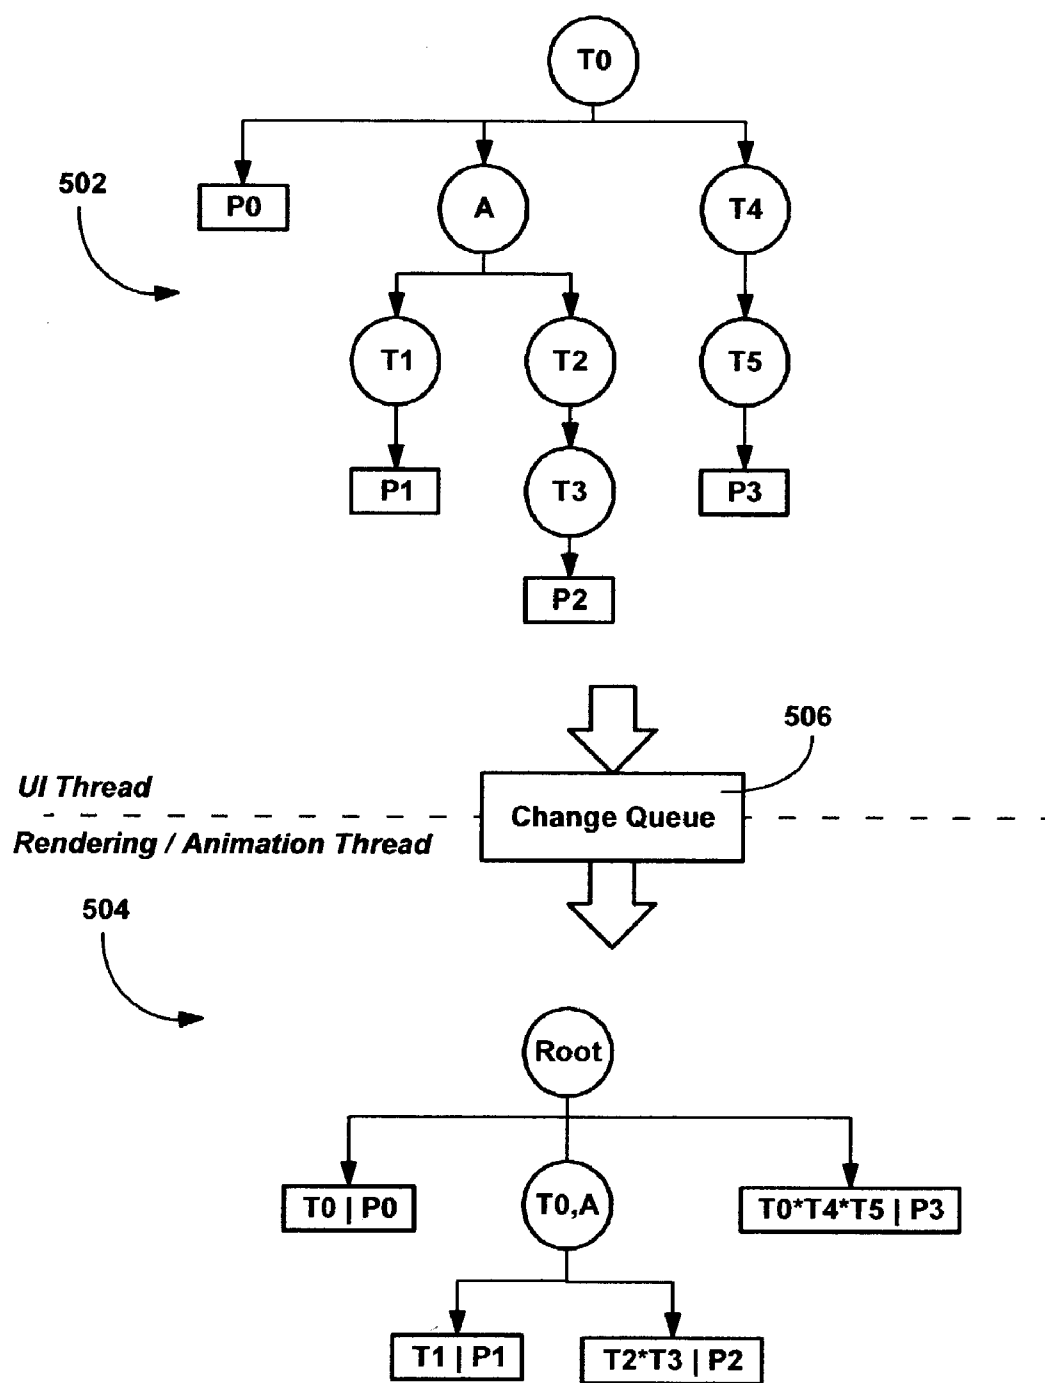 T0
502
P0
A
T4
T1
T2
T5
P1
T3
P3
P2
506
UI Thread
Change Queue
Rendering / Animation Thread
504
Root
T0 | P0
T0,A
T0*T4*T5 | P3
T1 | P1
T2*T3 | P2